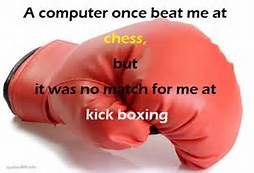 A computer once beat me at
chess,
but
it was no match for me at
kick boxing